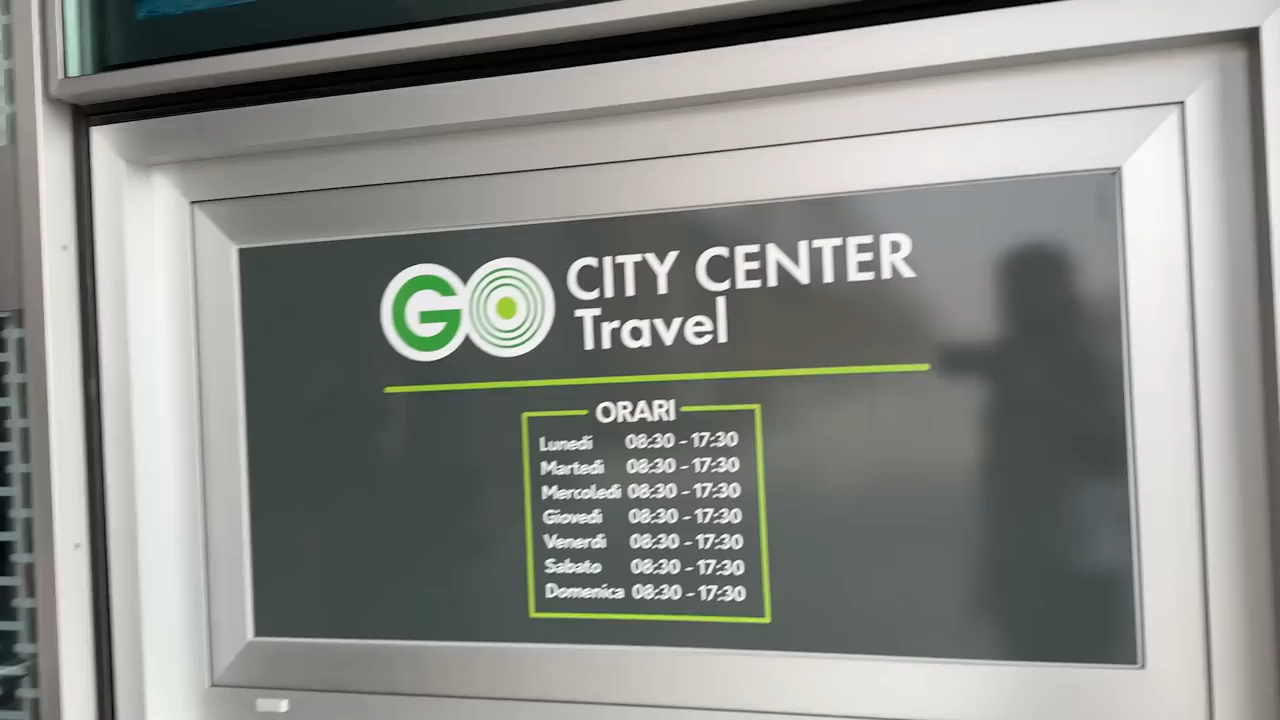 GO CITY CENTER
Travel
ORARI
Lunedì 08:30 - 17:30
Martedì 08:30 - 17:30
Mercoledì 08:30 - 17:30
Giovedì 08:30 - 17:30
Venerdì 08:30 - 17:30
Sabato 08:30 - 17:30
Domenica 08:30 - 17:30